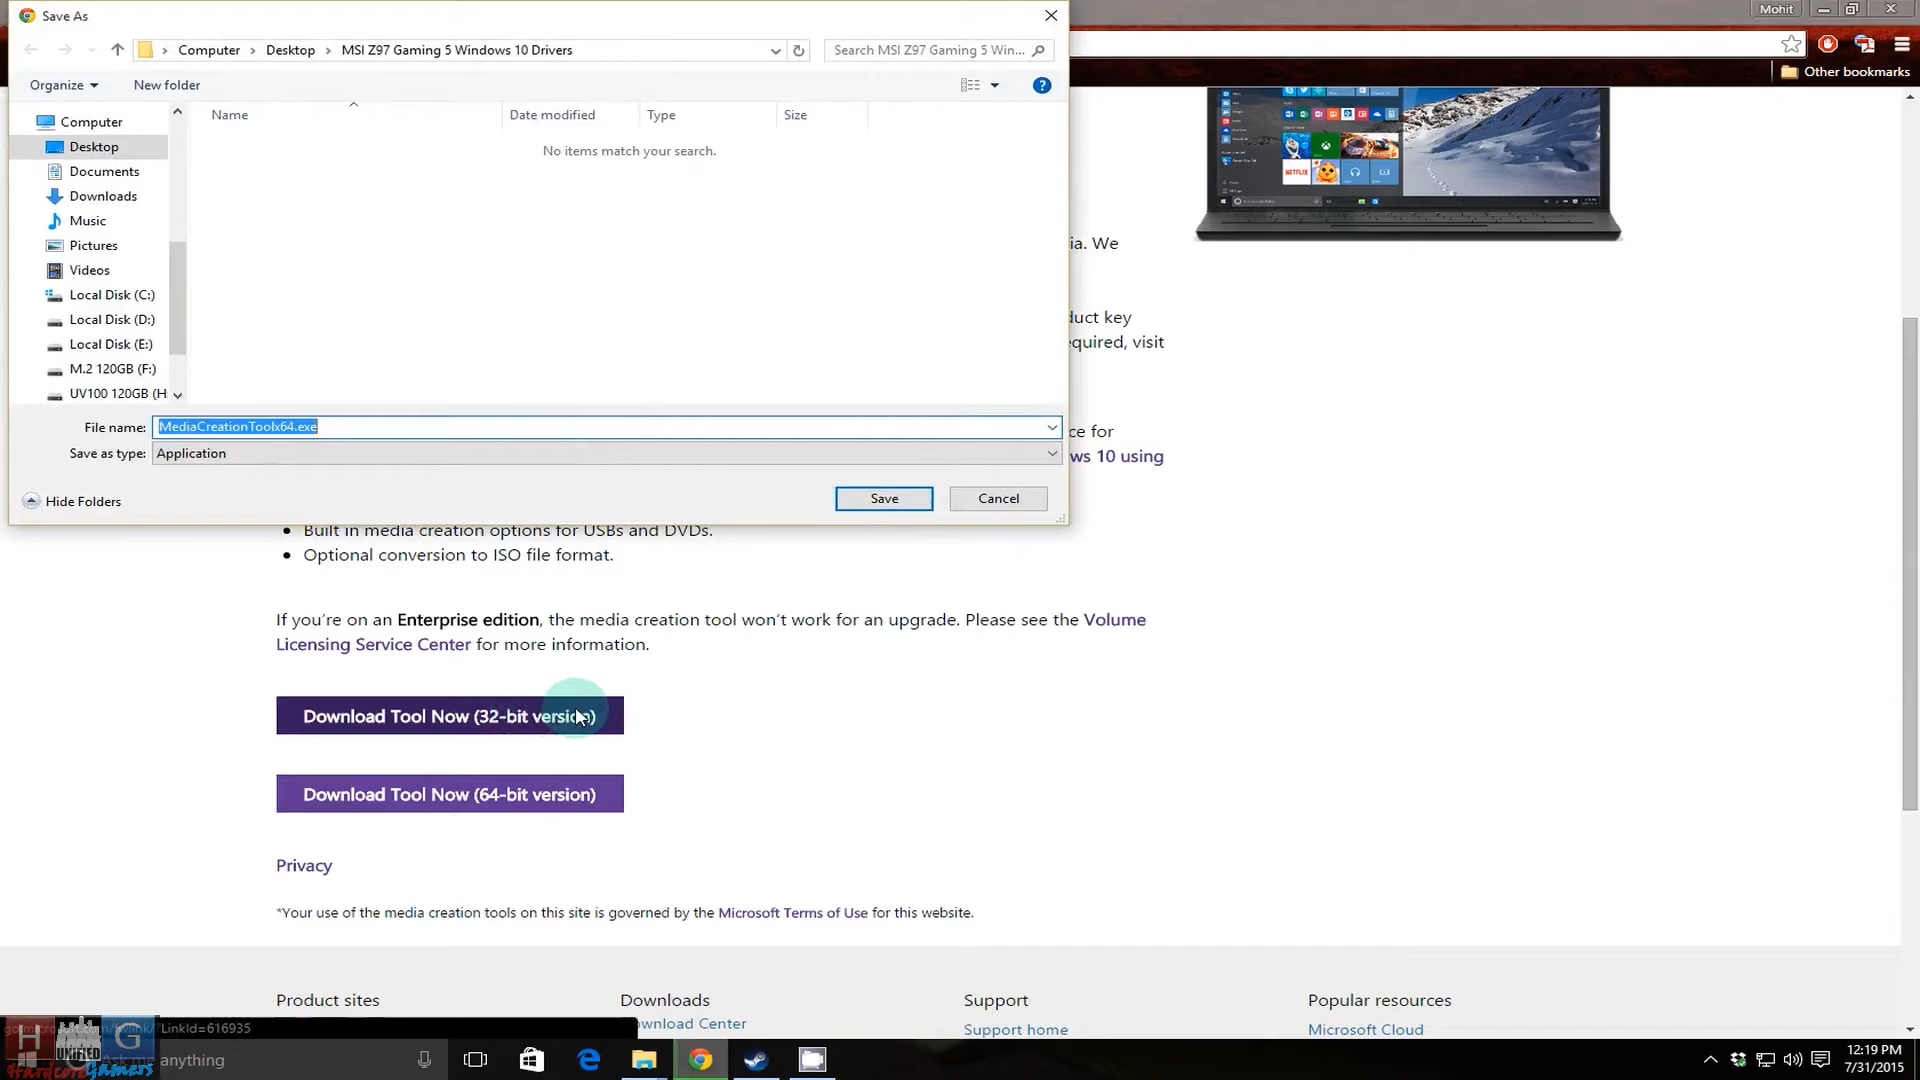 Save As
Mohit
Computer
Desktop
MSI Z97 Gaming 5 Windows 10 Drivers
Search MSI Z97 Gaming 5 Win...
Other bookmarks
Organize
New folder
Name
Date modified
Type
Size
No items match your search.
Computer
Desktop
Documents
Downloads
Music
Pictures
Videos
Local Disk (C:)
Local Disk (D:)
Local Disk (E:)
M.2 120GB (F:)
UV100 120GB (H:
File name:
MediaCreationToolx64.exe
Save as type:
Application
Hide Folders
Save
Cancel
ia. We
duct key
equired, visit
ce for
ws 10 using
NETFLIX
Built in media creation options for USBs and DVDs.
Optional conversion to ISO file format.
If you're on an Enterprise edition, the media creation tool won't work for an upgrade. Please see the Volume
Licensing Service Center for more information.
Download Tool Now (32-bit version)
Download Tool Now (64-bit version)
Privacy
*Your use of the media creation tools on this site is governed by the Microsoft Terms of Use for this website.
Product sites
Downloads
Support
Popular resources
ownload Center
Support home
Microsoft Cloud
LinkId=616935
H
UNIFIED
G
HardcoreGamers
Ask me anything
12:19 PM
7/31/2015